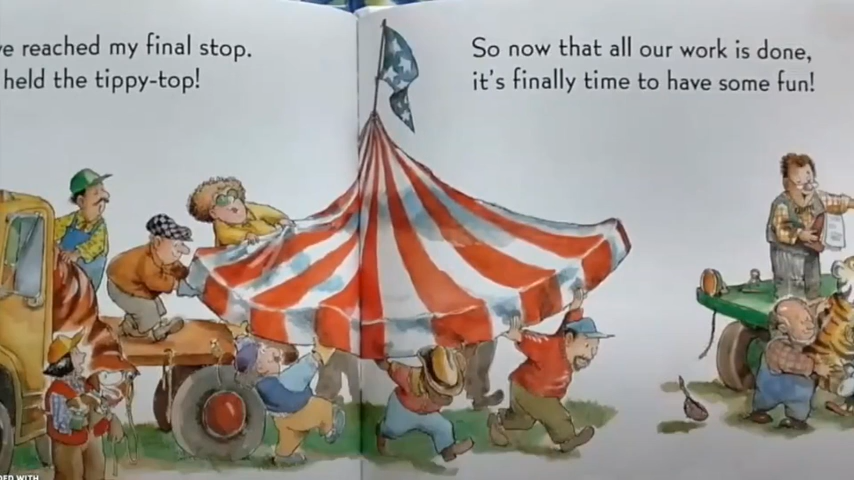 e reached my final stop.
held the tippy-top!
So now that all our work is done,
it's finally time to have some fun!
WITH